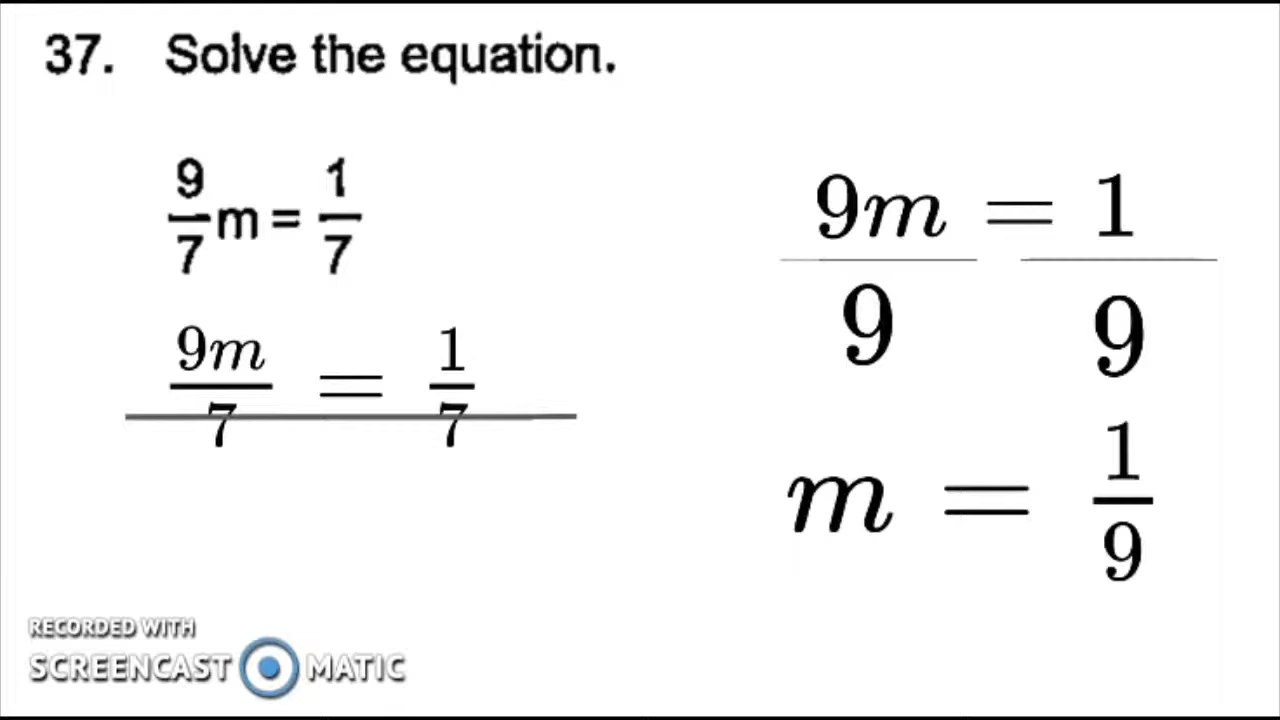 37. Solve the equation.
9/7 m = 1/7
9m/7 = 1/7
9m/9 = 1/9
m = 1/9
RECORDED WITH
SCREENCAST MATIC